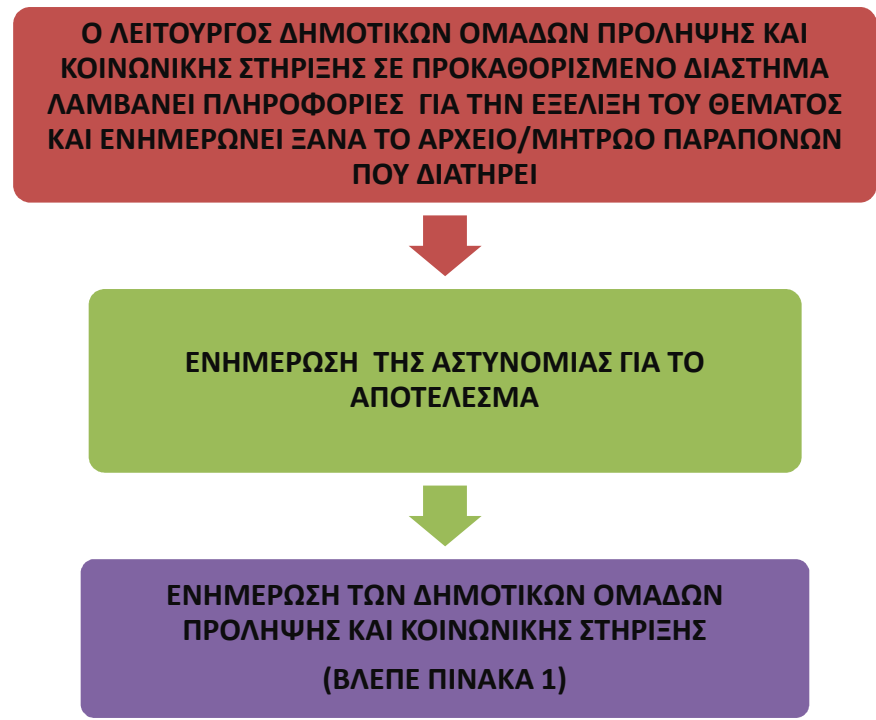 Ο ΛΕΙΤΟΥΡΓΟΣ ΔΗΜΟΤΙΚΩΝ ΟΜΑΔΩΝ ΠΡΟΛΗΨΗΣ ΚΑΙ
ΚΟΙΝΩΝΙΚΗΣ ΣΤΗΡΙΞΗΣ ΣΕ ΠΡΟΚΑΘΟΡΙΣΜΕΝΟ ΔΙΑΣΤΗΜΑ
ΛΑΜΒΑΝΕΙ ΠΛΗΡΟΦΟΡΙΕΣ ΓΙΑ ΤΗΝ ΕΞΕΛΙΞΗ ΤΟΥ ΘΕΜΑΤΟΣ
ΚΑΙ ΕΝΗΜΕΡΩΝΕΙ ΞΑΝΑ ΤΟ ΑΡΧΕΙΟ/ΜΗΤΡΩΟ ΠΑΡΑΠΟΝΩΝ
ΠΟΥ ΔΙΑΤΗΡΕΙ
ΕΝΗΜΕΡΩΣΗ ΤΗΣ ΑΣΤΥΝΟΜΙΑΣ ΓΙΑ ΤΟ
ΑΠΟΤΕΛΕΣΜΑ
ΕΝΗΜΕΡΩΣΗ ΤΩΝ ΔΗΜΟΤΙΚΩΝ ΟΜΑΔΩΝ
ΠΡΟΛΗΨΗΣ ΚΑΙ ΚΟΙΝΩΝΙΚΗΣ ΣΤΗΡΙΞΗΣ
(ΒΛΕΠΕ ΠΙΝΑΚΑ 1)